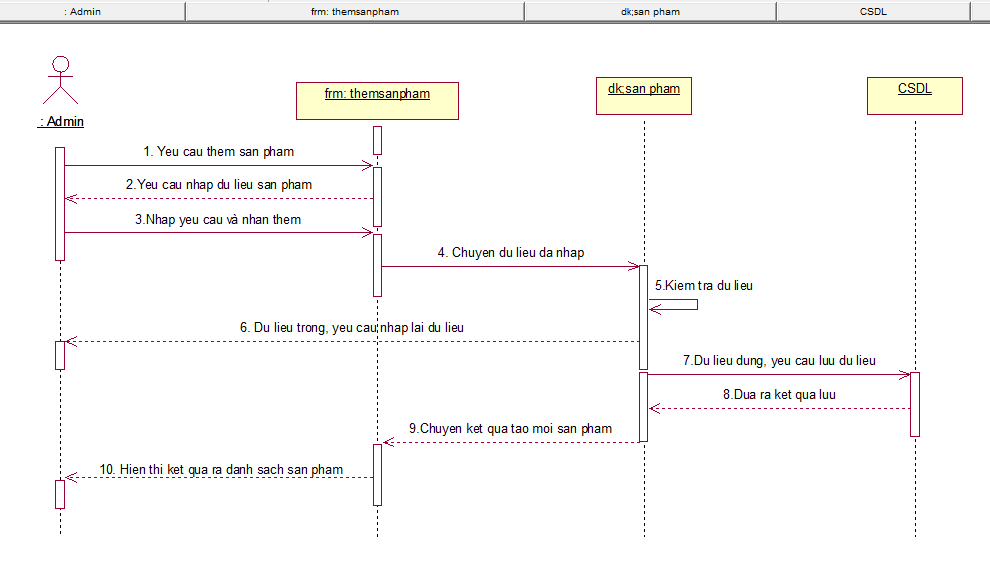 : Admin
frm: themsanpham
dk;san pham
CSDL
frm: themsanpham
dk;san pham
CSDL
: Admin
1. Yeu cau them san pham
2.Yeu cau nhap du lieu san pham
3.Nhap yeu cau và nhan them
4. Chuyen du lieu da nhap
5.Kiem tra du lieu
6. Du lieu trong, yeu cau nhap lai du lieu
7.Du lieu dung, yeu cau luu du lieu
8.Dua ra ket qua luu
9.Chuyen ket qua tao moi san pham
10. Hien thi ket qua ra danh sach san pham